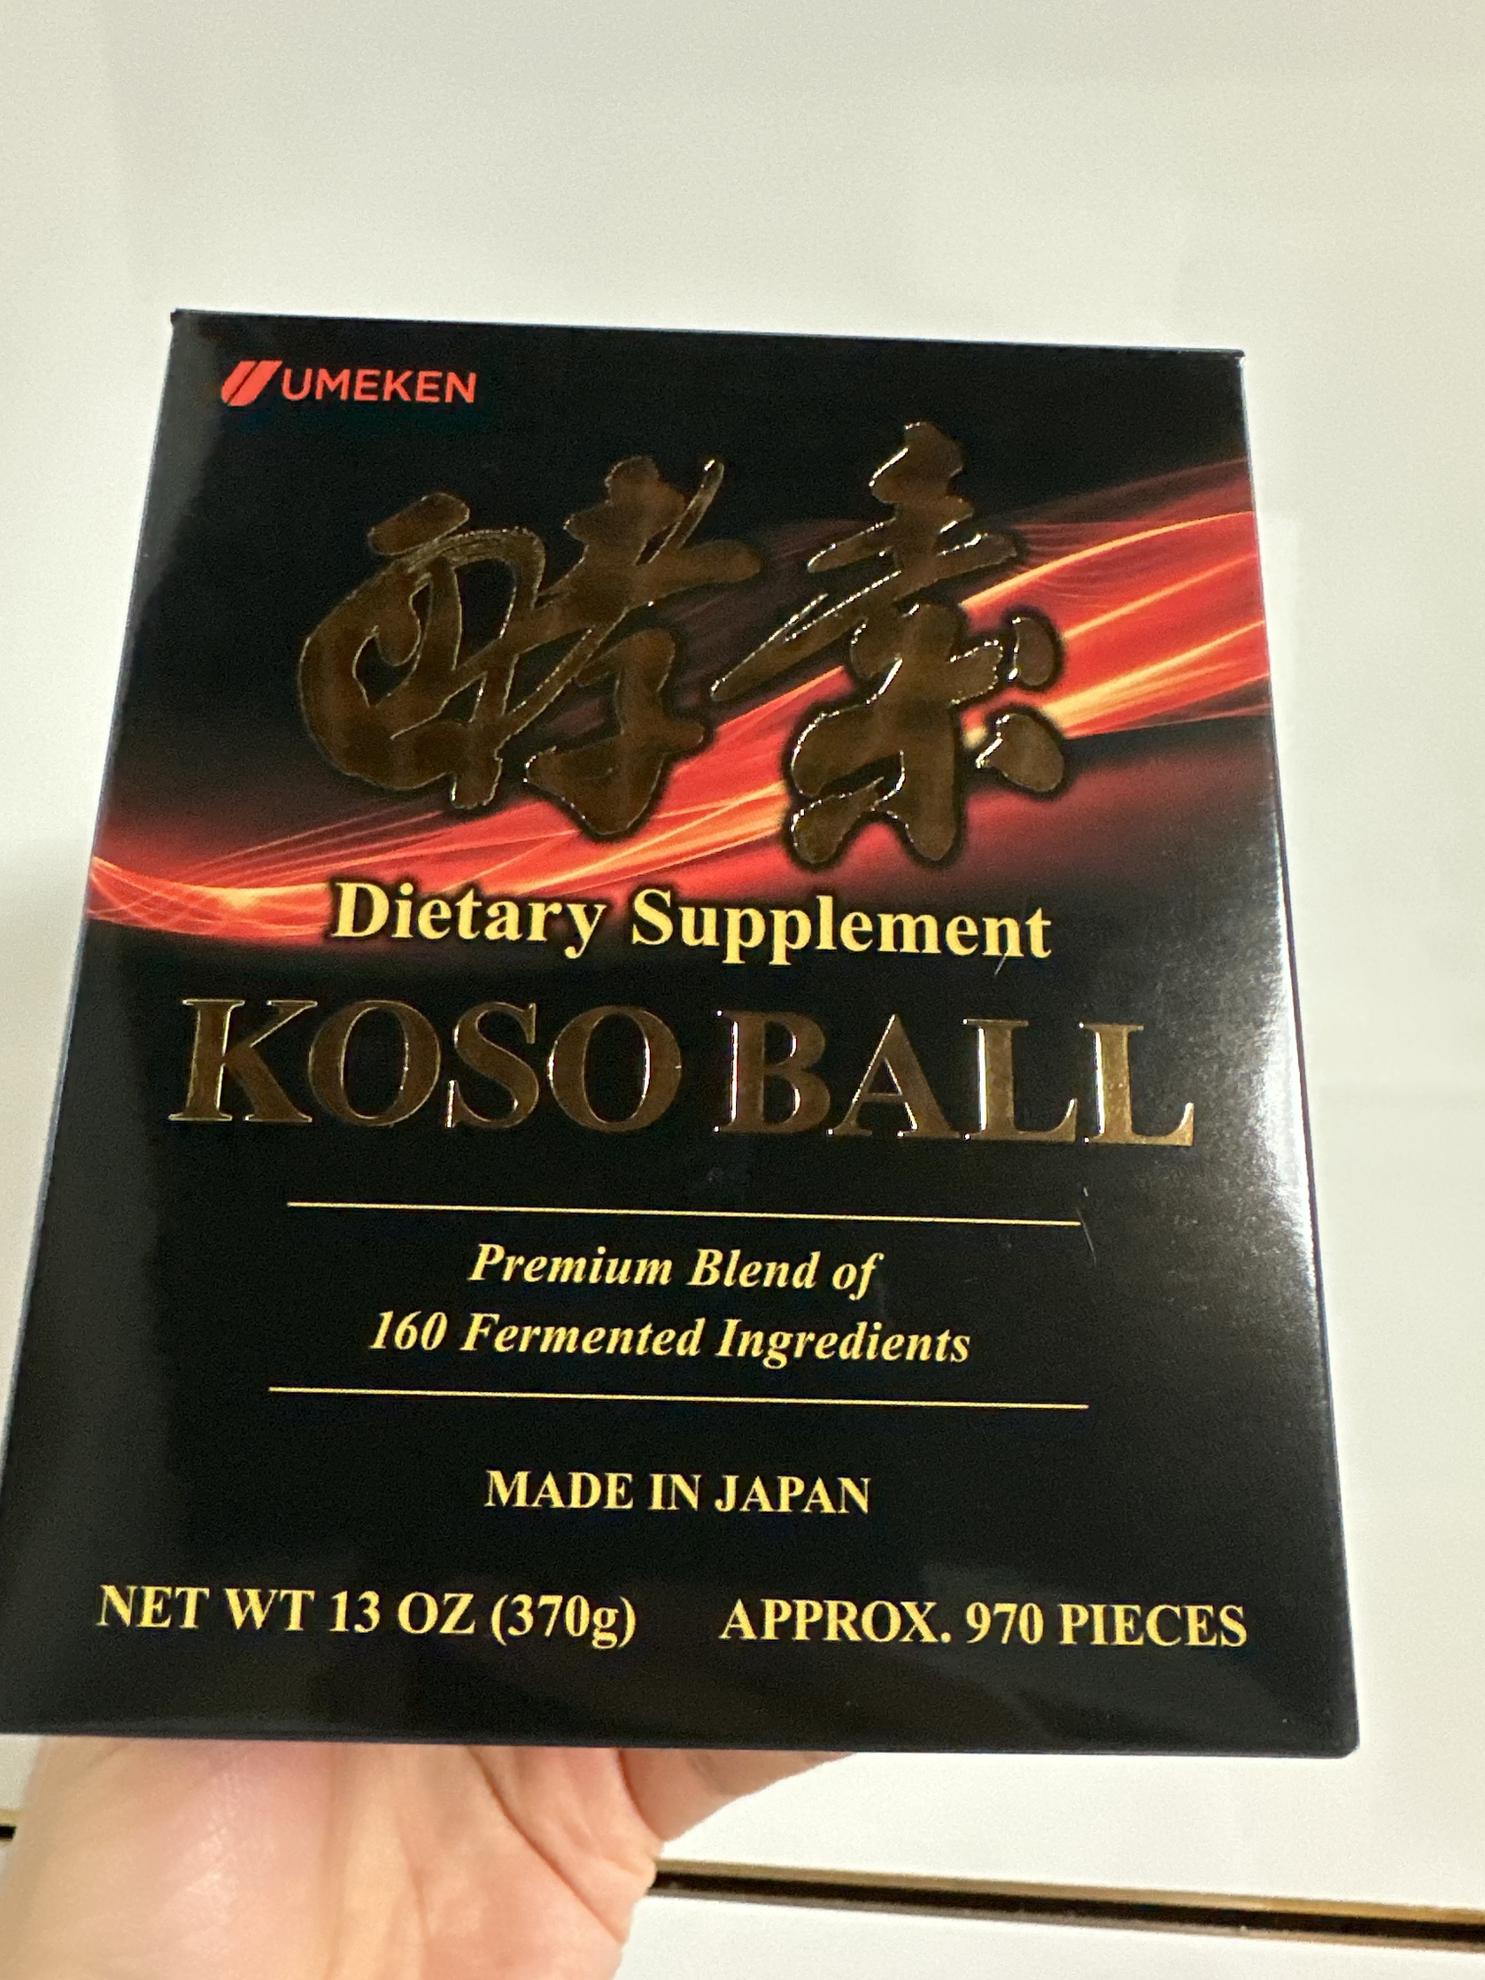 UMEKEN
酵素
Dietary Supplement
KOSO BALL
Premium Blend of
160 Fermented Ingredients
MADE IN JAPAN
NET WT 13 OZ (370g) APPROX. 970 PIECES